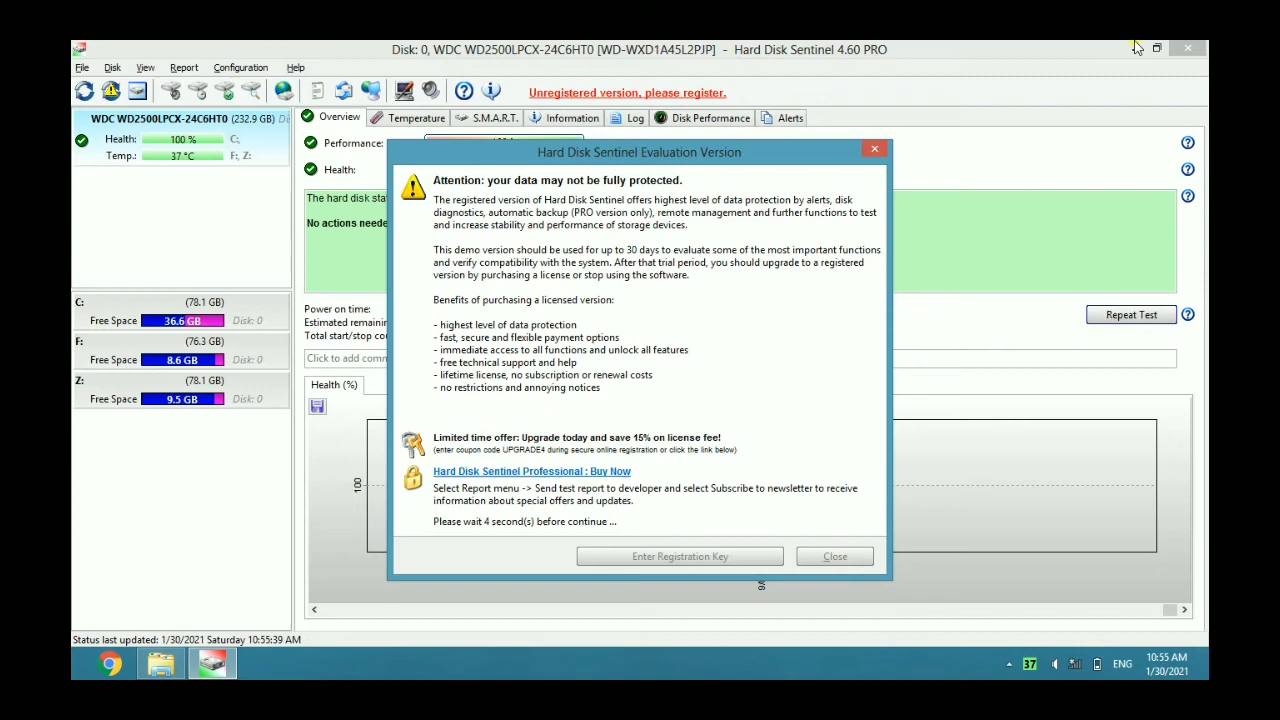 Disk: 0, WDC WD2500LPCX-24C6HT0 [WD-WXD1A45L2PJP] - Hard Disk Sentinel 4.60 PRO
File Disk View Report Configuration Help
Unregistered version, please register.
WDC WD2500LPCX-24C6HT0 (232.9 GB) Di
Health: 100 % C:,
Temp.: 37 °C F:, Z:
C: (78.1 GB)
Free Space 36.6 GB Disk: 0
F: (76.3 GB)
Free Space 8.6 GB Disk: 0
Z: (78.1 GB)
Free Space 9.5 GB Disk: 0
Overview Temperature S.M.A.R.T. Information Log Disk Performance Alerts
Performance:
Health:
The hard disk sta
No actions neede
Power on time:
Estimated remainin
Total start/stop cou
Repeat Test
Click to add comm
Health (%)
100
Hard Disk Sentinel Evaluation Version
Attention: your data may not be fully protected.
The registered version of Hard Disk Sentinel offers highest level of data protection by alerts, disk
diagnostics, automatic backup (PRO version only), remote management and further functions to test
and increase stability and performance of storage devices.
This demo version should be used for up to 30 days to evaluate some of the most important functions
and verify compatibility with the system. After that trial period, you should upgrade to a registered
version by purchasing a license or stop using the software.
Benefits of purchasing a licensed version:
- highest level of data protection
- fast, secure and flexible payment options
- immediate access to all functions and unlock all features
- free technical support and help
- lifetime license, no subscription or renewal costs
- no restrictions and annoying notices
Limited time offer: Upgrade today and save 15% on license fee!
(enter coupon code UPGRADE4 during secure online registration or click the link below)
Hard Disk Sentinel Professional : Buy Now
Select Report menu -> Send test report to developer and select Subscribe to newsletter to receive
information about special offers and updates.
Please wait 4 second(s) before continue ...
Enter Registration Key Close
Status last updated: 1/30/2021 Saturday 10:55:39 AM
37 ENG 10:55 AM
1/30/2021